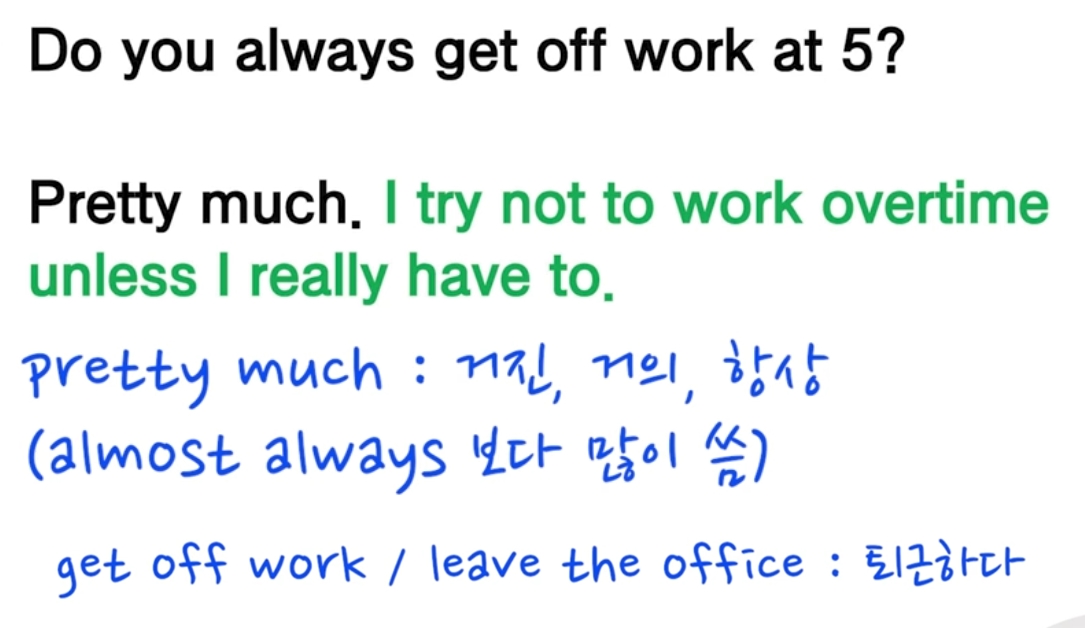 Do you always get off work at 5?
Pretty much. I try not to work overtime
unless I really have to.
pretty much : 거진, 거의, 항상
(almost always 보다 많이 씀)
get off work / leave the office : 퇴근하다